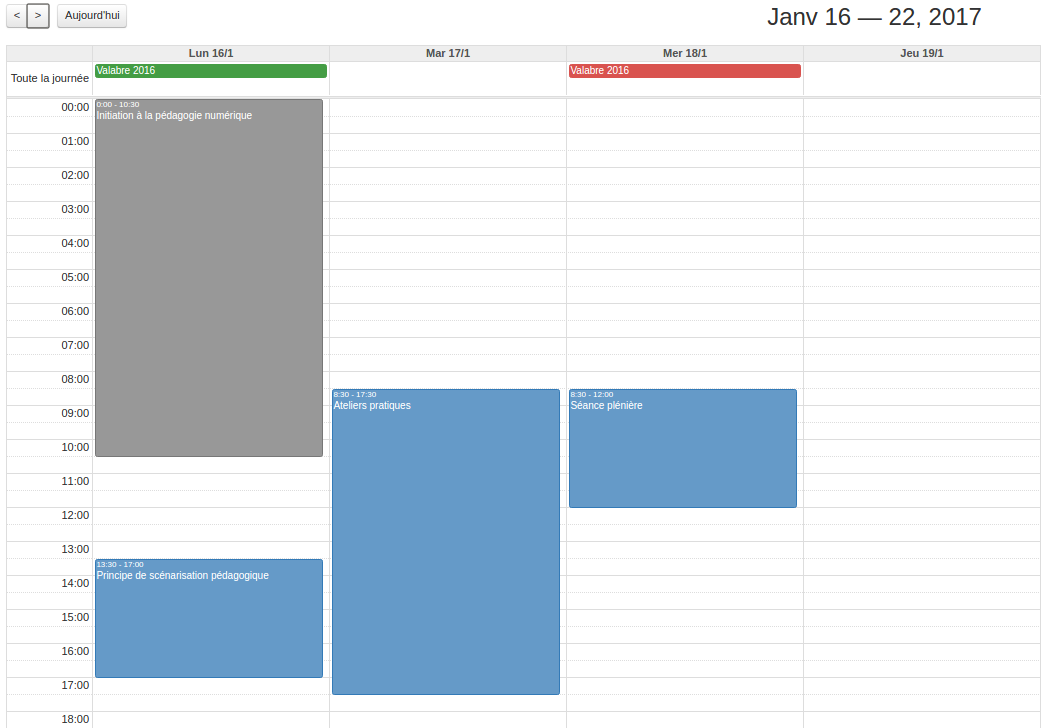 < > Aujourd'hui
Janv 16 — 22, 2017
Lun 16/1 Mar 17/1 Mer 18/1 Jeu 19/1
Toute la journée Valabre 2016 Valabre 2016
00:00
0:00 - 10:30
Initiation à la pédagogie numérique
01:00
02:00
03:00
04:00
05:00
06:00
07:00
08:00
8:30 - 17:30
Ateliers pratiques
8:30 - 12:00
Séance plénière
09:00
10:00
11:00
12:00
13:00
13:30 - 17:00
Principe de scénarisation pédagogique
14:00
15:00
16:00
17:00
18:00